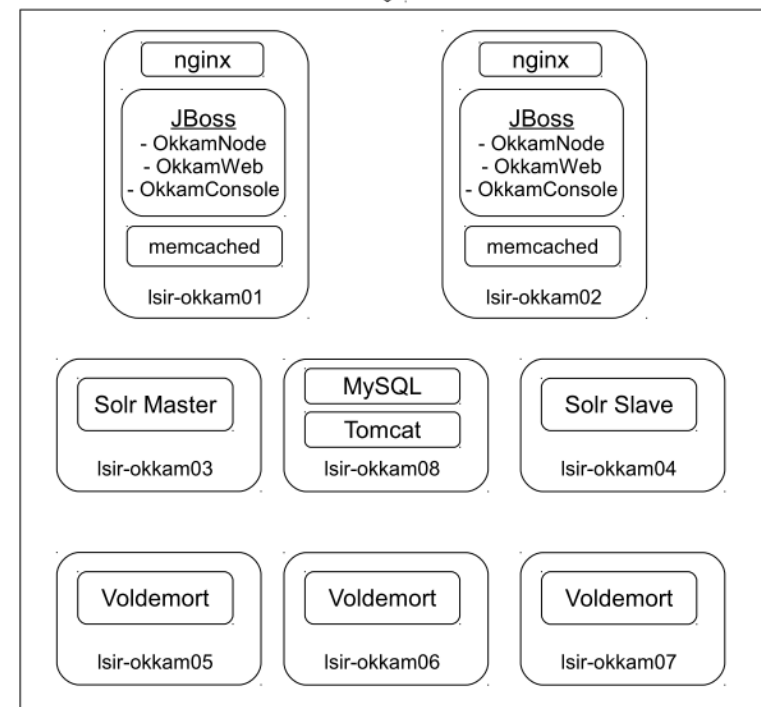 nginx
JBoss
- OkkamNode
- OkkamWeb
- OkkamConsole
memcached
lsir-okkam01
nginx
JBoss
- OkkamNode
- OkkamWeb
- OkkamConsole
memcached
lsir-okkam02
Solr Master
lsir-okkam03
MySQL
Tomcat
lsir-okkam08
Solr Slave
lsir-okkam04
Voldemort
lsir-okkam05
Voldemort
lsir-okkam06
Voldemort
lsir-okkam07